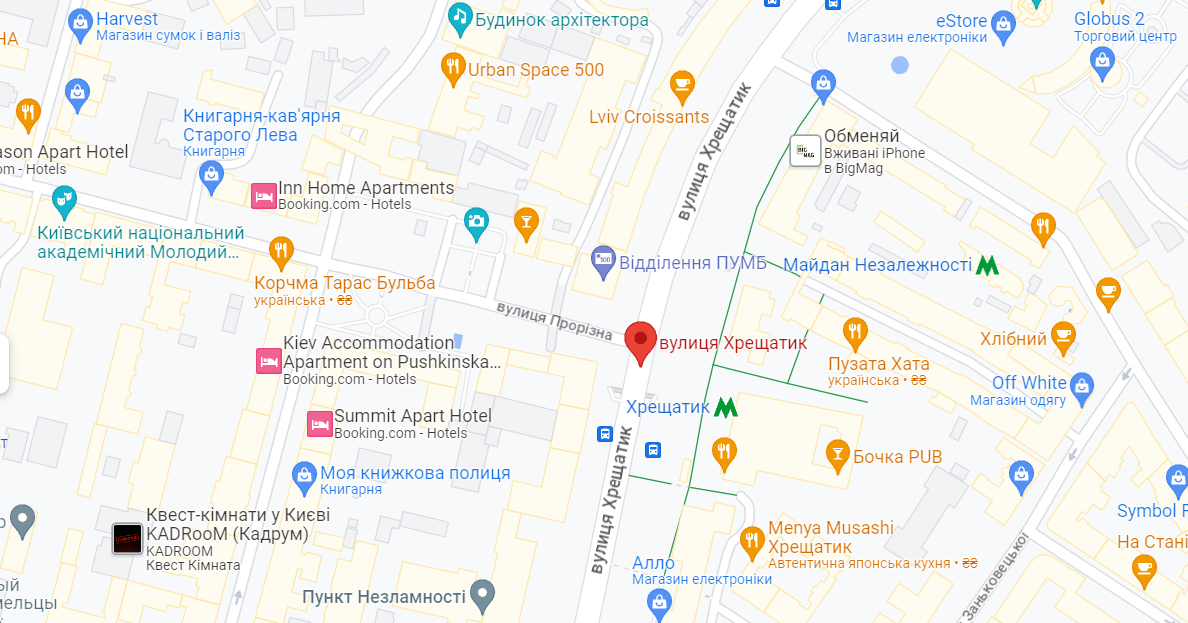 Harvest
Магазин сумок і валіз
НА
Будинок архітектора
eStore
Магазин електроніки
Globus 2
Торговий центр
Urban Space 500
Lviv Croissants
Книгарня-кав'ярня
Старого Лева
Книгарня
вулиця Хрещатик
BIG
MAG
Обменяй
Вживані iPhone
в BigMag
ason Apart Hotel
om - Hotels
Inn Home Apartments
Booking.com - Hotels
Київський національний
академічний Молодий...
Корчма Тарас Бульба
українська • ₴₴
100
Відділення ПУМБ
Майдан Незалежності
вулиця Прорізна
вулиця Хрещатик
Хлібний
Kiev Accommodation
Apartment on Pushkinska...
Booking.com - Hotels
Пузата Хата
українська • ₴₴
Off White
Магазин одягу
Хрещатик
Summit Apart Hotel
Booking.com - Hotels
вулиця Хрещатик
т
Бочка PUB
Моя книжкова полиця
Книгарня
Symbol F
р
Квест-кімнати у Києві
KADRooM (Кадрум)
KADROOM
Квест Кімната
Menya Musashi
Хрещатик
Автентична японська кухня • ₴₴
На Стані
Алло
Магазин електроніки
Заньковецької
ый
мельцы
Пункт Незламності